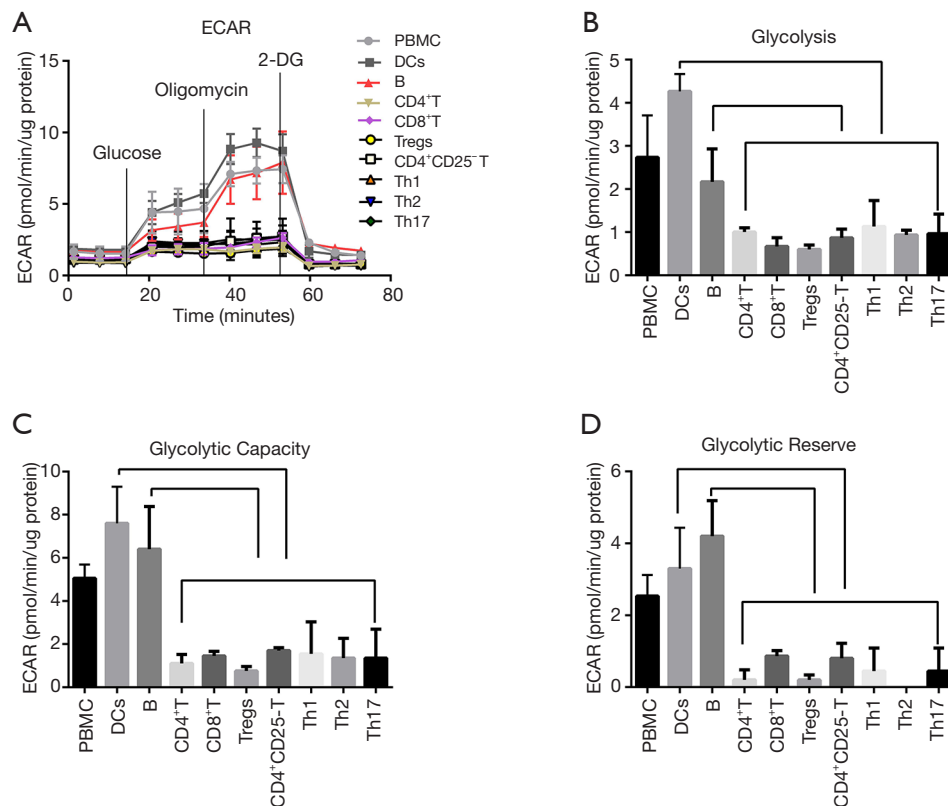 A
ECAR
ECAR (pmol/min/ug protein)
15
10
5
0
0
20
40
60
80
Time (minutes)
Glucose
Oligomycin
2-DG
PBMC
DCs
B
CD4⁺T
CD8⁺T
Tregs
CD4⁺CD25⁻ T
Th1
Th2
Th17
B
Glycolysis
ECAR (pmol/min/ug protein)
5
4
3
2
1
0
PBMC
DCs
B
CD4⁺T
CD8⁺T
Tregs
CD4⁺CD25-T
Th1
Th2
Th17
C
Glycolytic Capacity
ECAR (pmol/min/ug protein)
10
8
6
4
2
0
PBMC
DCs
B
CD4⁺T
CD8⁺T
Tregs
CD4⁺CD25-T
Th1
Th2
Th17
D
Glycolytic Reserve
ECAR (pmol/min/ug protein)
6
4
2
0
PBMC
DCs
B
CD4⁺T
CD8⁺T
Tregs
CD4⁺CD25-T
Th1
Th2
Th17